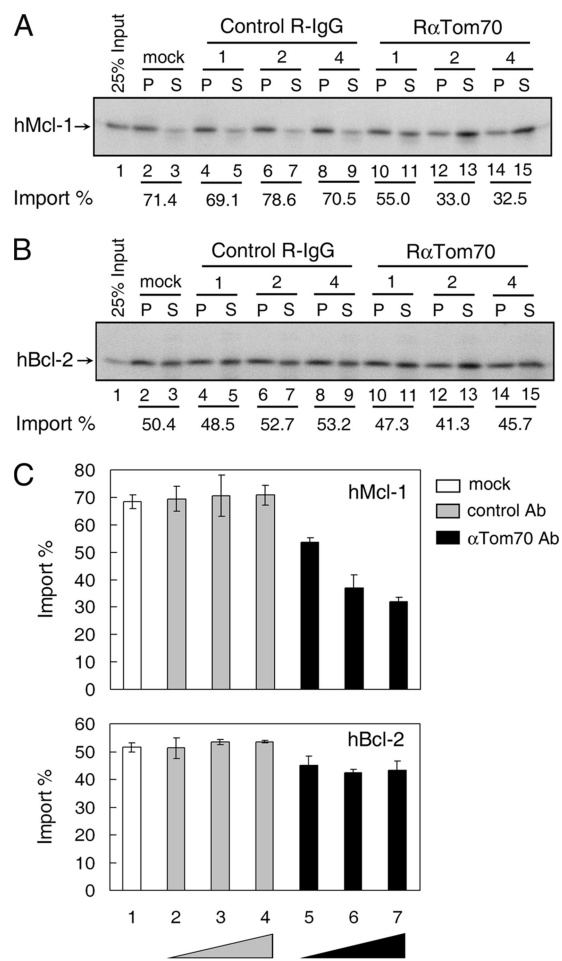 A
Control R-IgG RαTom70
25% Input mock 1 2 4 1 2 4
P S P S P S P S P S P S P S
hMcl-1→
1 2 3 4 5 6 7 8 9 10 11 12 13 14 15
Import % 71.4 69.1 78.6 70.5 55.0 33.0 32.5
B
Control R-IgG RαTom70
25% Input mock 1 2 4 1 2 4
P S P S P S P S P S P S P S
hBcl-2→
1 2 3 4 5 6 7 8 9 10 11 12 13 14 15
Import % 50.4 48.5 52.7 53.2 47.3 41.3 45.7
C
80
70
60
50
40
30
20
10
0
Import %
hMcl-1
mock
control Ab
αTom70 Ab
60
50
40
30
20
10
0
Import %
hBcl-2
1 2 3 4 5 6 7